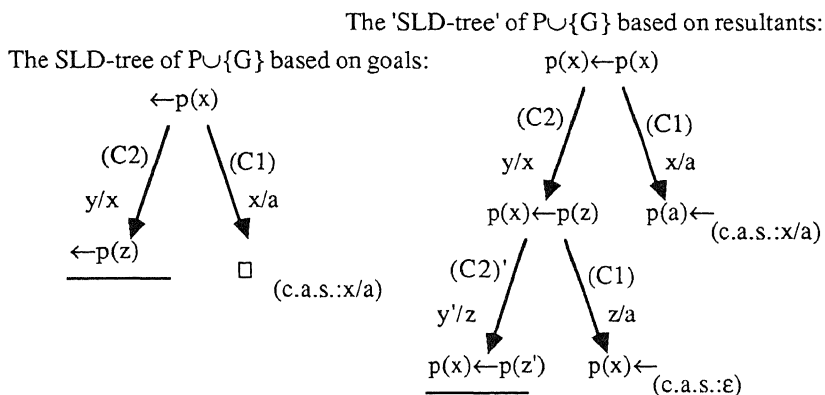 The 'SLD-tree' of P∪{G} based on resultants:
The SLD-tree of P∪{G} based on goals:
←p(x)
(C2)
(C1)
y/x
x/a
←p(z)
□
(c.a.s.:x/a)
p(x)←p(x)
(C2)
(C1)
y/x
x/a
p(x)←p(z)
p(a)←
(c.a.s.:x/a)
(C2)'
(C1)
y'/z
z/a
p(x)←p(z')
p(x)←
(c.a.s.:ε)